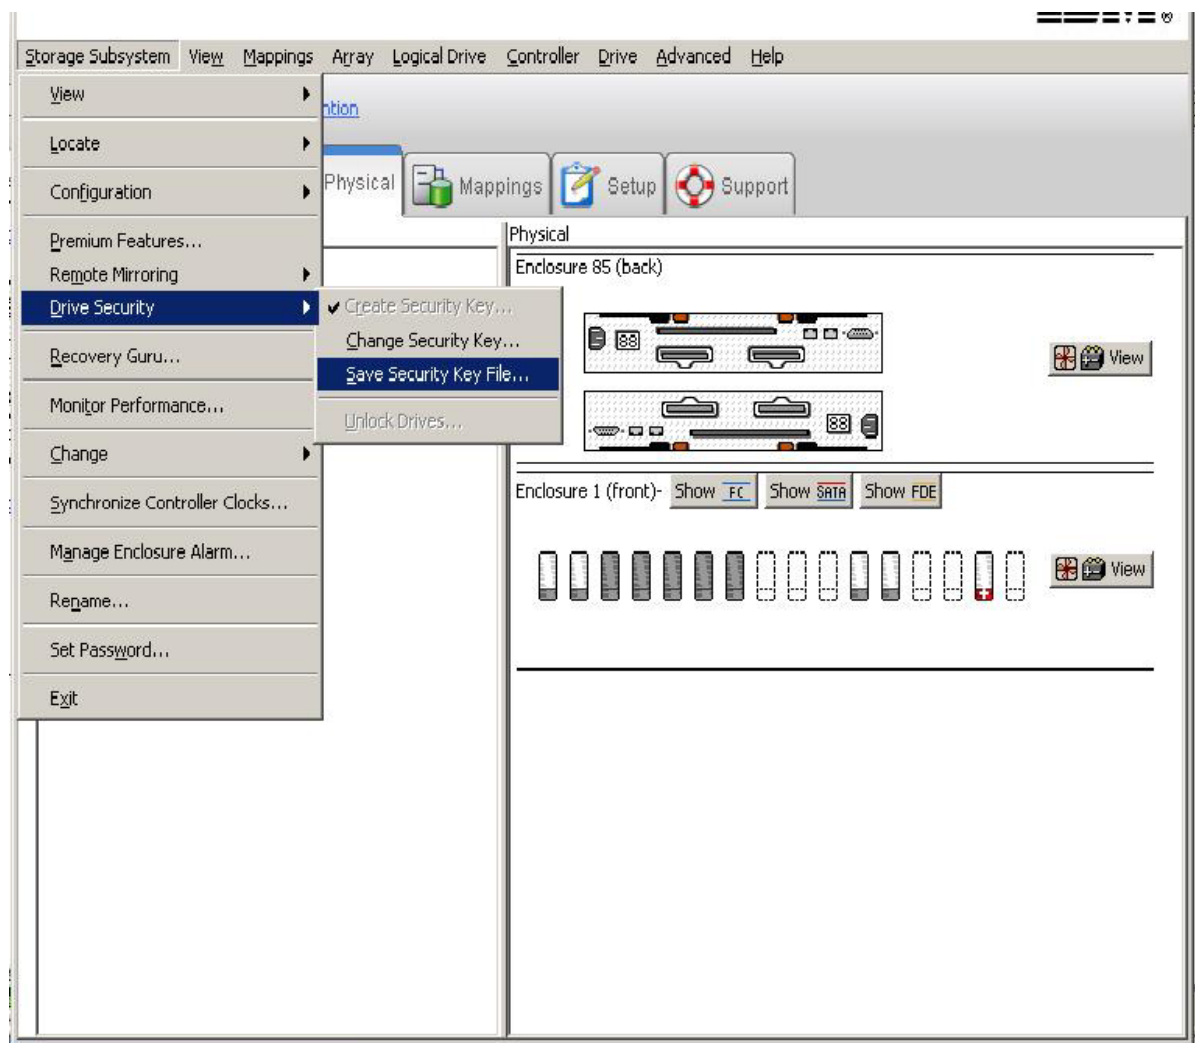 ®
Storage Subsystem View Mappings Array Logical Drive Controller Drive Advanced Help
View
ntion
Locate
Configuration
Physical Mappings Setup Support
Premium Features...
Remote Mirroring
Drive Security
Recovery Guru...
Monitor Performance...
Change
Synchronize Controller Clocks...
Manage Enclosure Alarm...
Rename...
Set Password...
Exit
Create Security Key...
Change Security Key...
Save Security Key File...
Unlock Drives...
Physical
Enclosure 85 (back)
88
View
88
Enclosure 1 (front)- Show FC Show SATA Show FDE
View